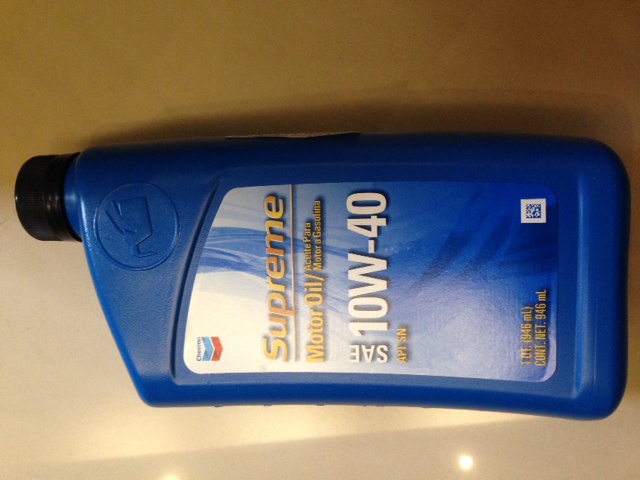 Chevron
Supreme
Motor Oil/
Aceite Para
Motor a Gasolina
SAE 10W-40
API SN
1 QT. (946 mL)
CONT. NET. 946 mL